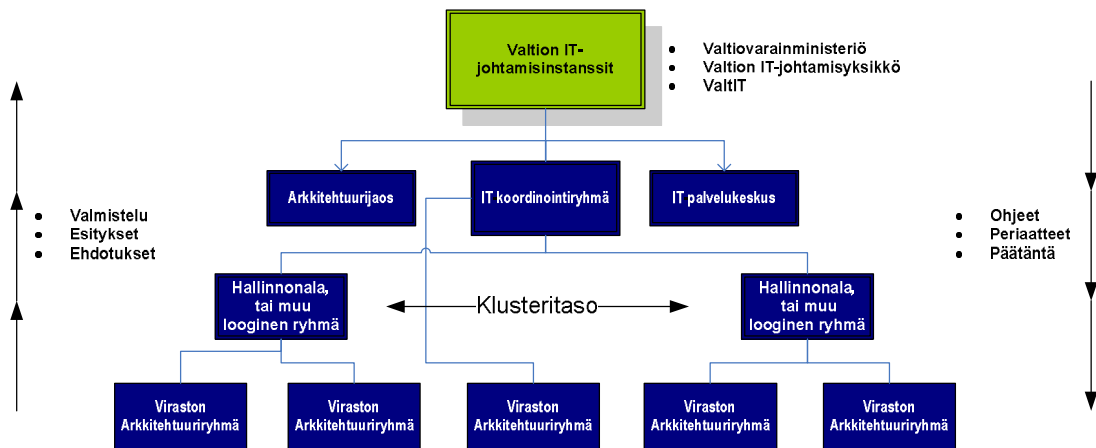 Valtion IT-
johtamisinstanssit
• Valtiovarainministeriö
• Valtion IT-johtamisyksikkö
• ValtIT
Arkkitehtuurijaos
IT koordinointiryhmä
IT palvelukeskus
• Valmistelu
• Esitykset
• Ehdotukset
• Ohjeet
• Periaatteet
• Päätäntä
Hallinnonala,
tai muu
looginen ryhmä
Klusteritaso
Hallinnonala,
tai muu
looginen ryhmä
Viraston
Arkkitehtuuriryhmä
Viraston
Arkkitehtuuriryhmä
Viraston
Arkkitehtuuriryhmä
Viraston
Arkkitehtuuriryhmä
Viraston
Arkkitehtuuriryhmä